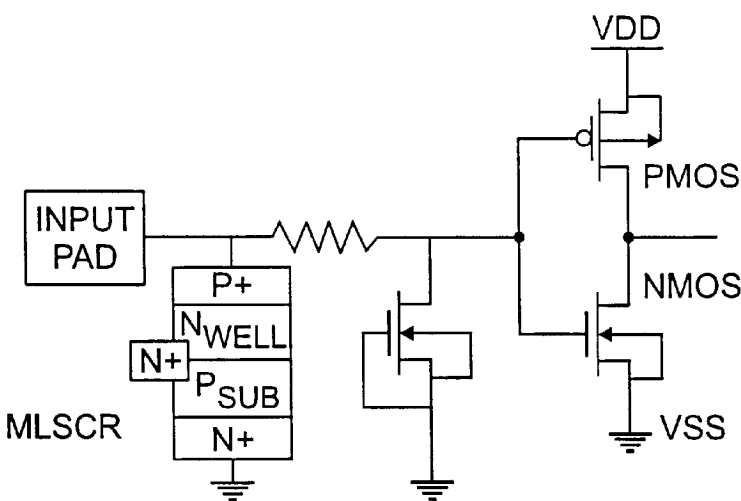 VDD
PMOS
INPUT
PAD
P+
NWELL
NMOS
N+
PSUB
MLSCR
N+
VSS